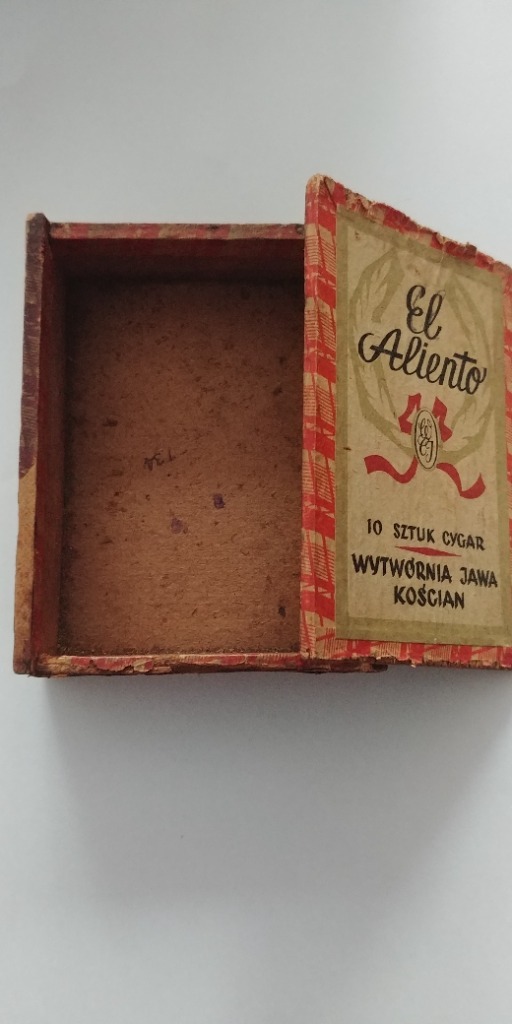 El
Aliento
10 SZTUK CYGAR
WYTWÓRNIA JAWA
KOŚCIAN